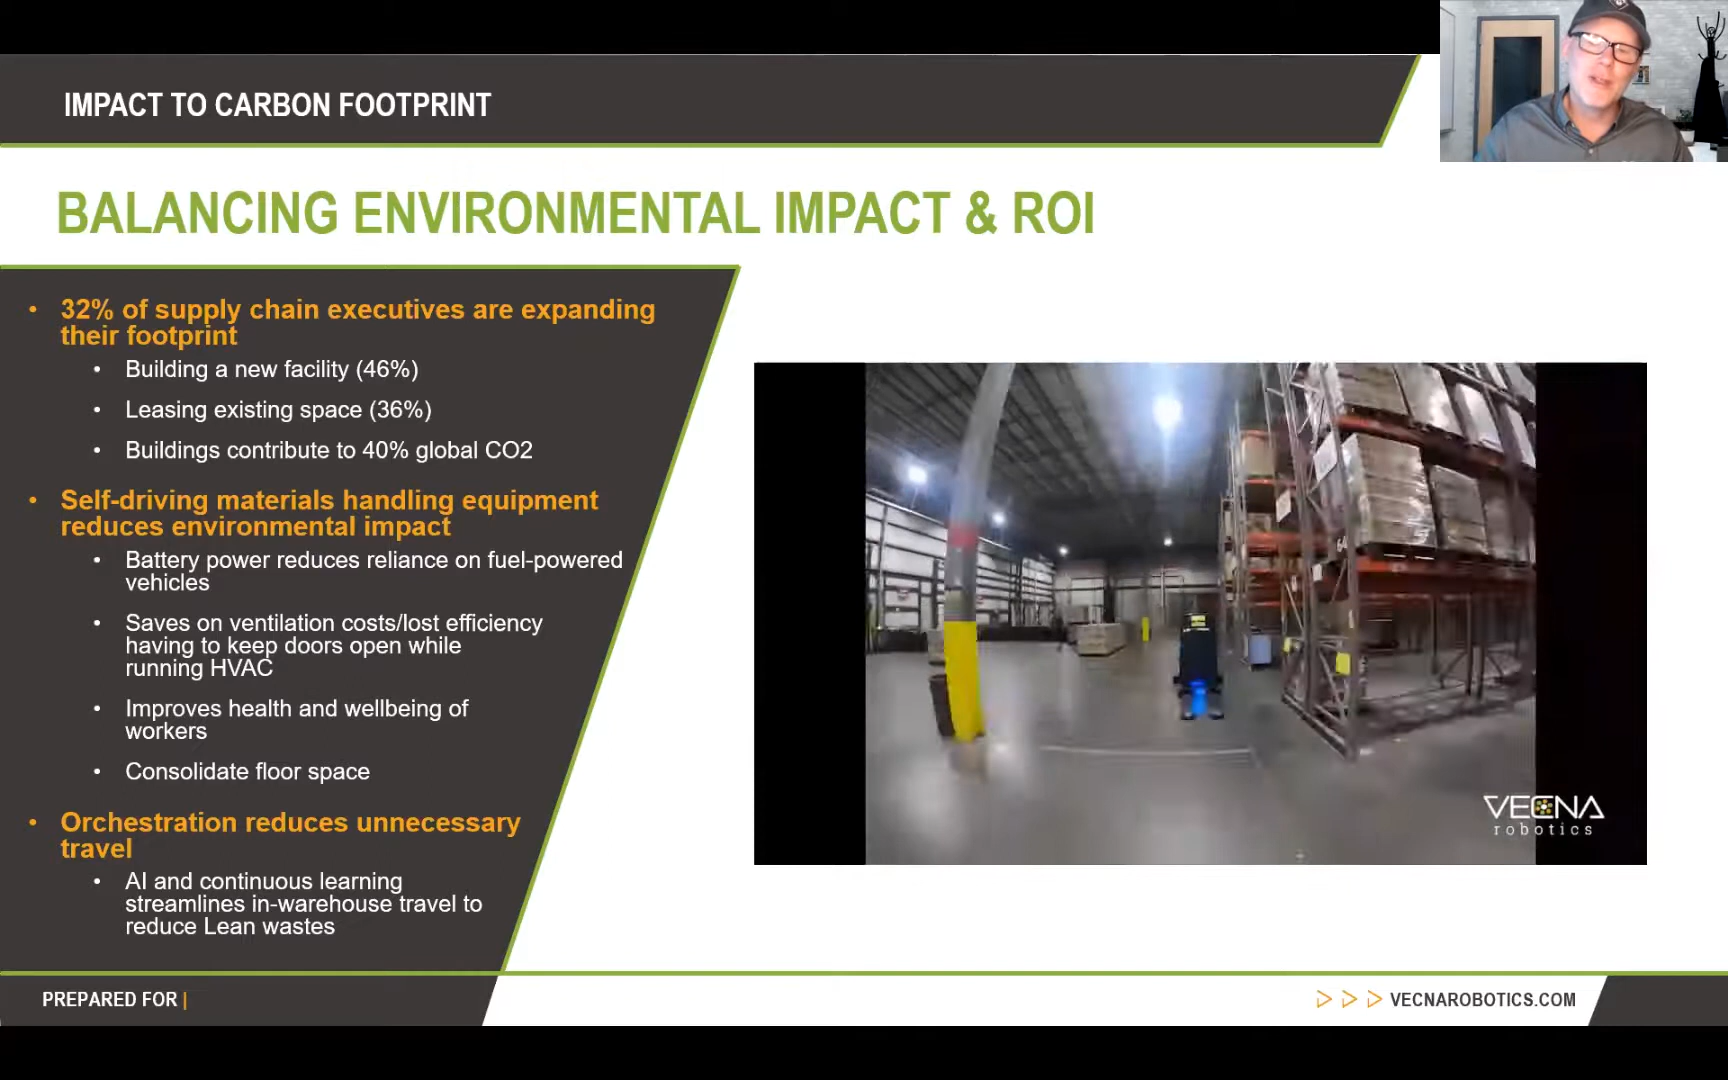 IMPACT TO CARBON FOOTPRINT
BALANCING ENVIRONMENTAL IMPACT & ROI
• 32% of supply chain executives are expanding
their footprint
• Building a new facility (46%)
• Leasing existing space (36%)
• Buildings contribute to 40% global CO2
• Self-driving materials handling equipment
reduces environmental impact
• Battery power reduces reliance on fuel-powered
vehicles
• Saves on ventilation costs/lost efficiency
having to keep doors open while
running HVAC
• Improves health and wellbeing of
workers
• Consolidate floor space
• Orchestration reduces unnecessary
travel
• AI and continuous learning
streamlines in-warehouse travel to
reduce Lean wastes
VECNA
robotics
PREPARED FOR |
VECNAROBOTICS.COM